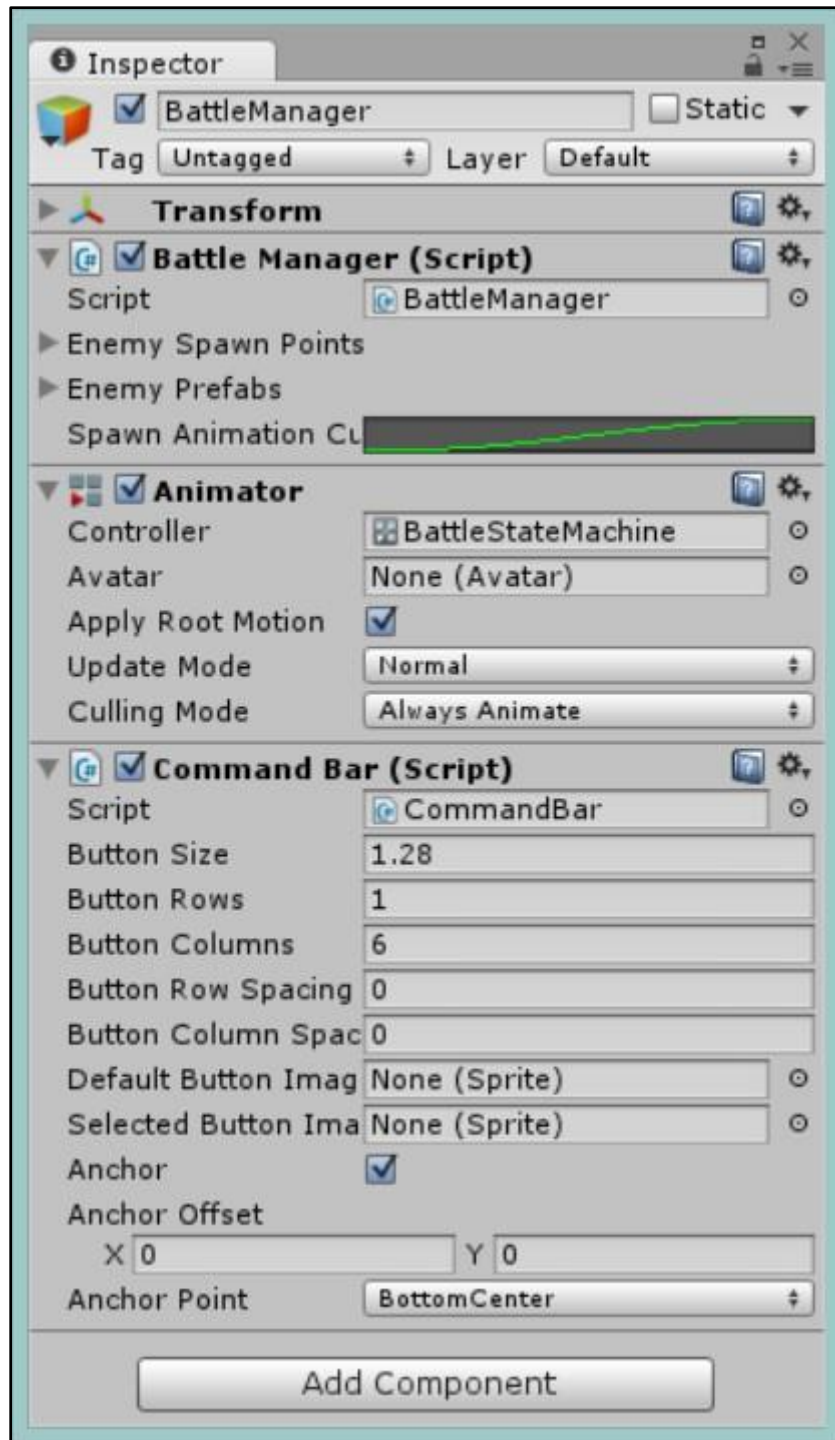 Inspector
BattleManager Static
Tag Untagged Layer Default
Transform
Battle Manager (Script)
Script BattleManager
Enemy Spawn Points
Enemy Prefabs
Spawn Animation Cu
Animator
Controller BattleStateMachine
Avatar None (Avatar)
Apply Root Motion
Update Mode Normal
Culling Mode Always Animate
Command Bar (Script)
Script CommandBar
Button Size 1.28
Button Rows 1
Button Columns 6
Button Row Spacing 0
Button Column Spac 0
Default Button Imag None (Sprite)
Selected Button Ima None (Sprite)
Anchor
Anchor Offset
X 0 Y 0
Anchor Point BottomCenter
Add Component